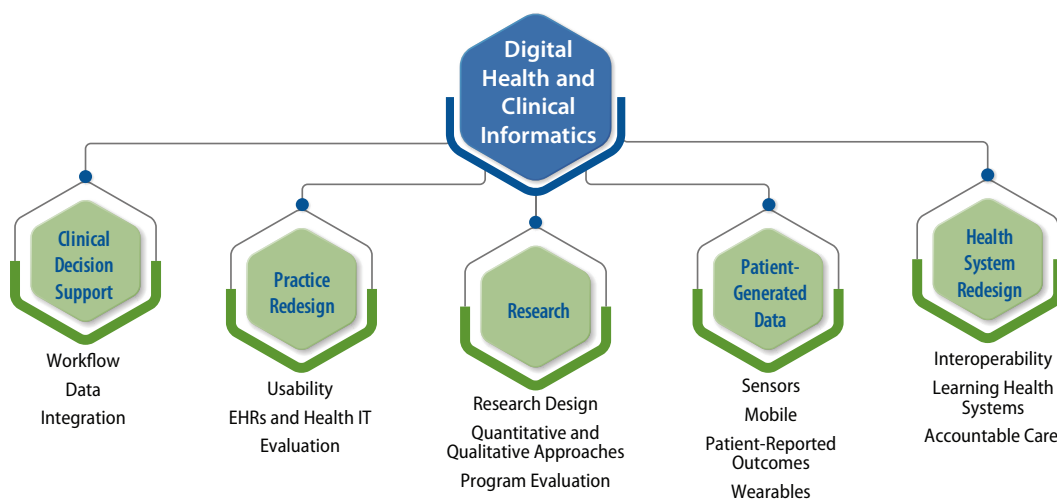 Digital
Health and
Clinical
Informatics
Clinical
Decision
Support
Workflow
Data
Integration
Practice
Redesign
Usability
EHRs and Health IT
Evaluation
Research
Research Design
Quantitative and
Qualitative Approaches
Program Evaluation
Patient-
Generated
Data
Sensors
Mobile
Patient-Reported
Outcomes
Wearables
Health
System
Redesign
Interoperability
Learning Health
Systems
Accountable Care